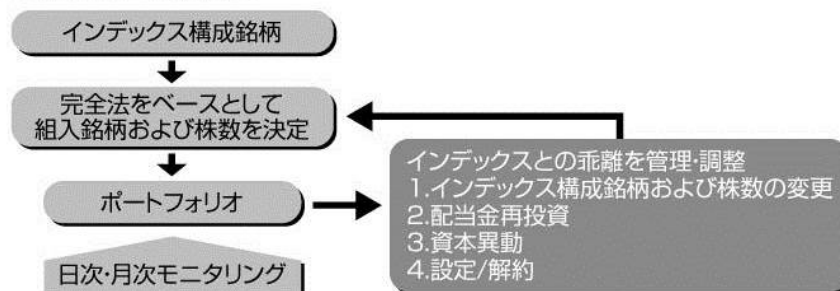 インデックス構成銘柄
完全法をベースとして
組入銘柄および株数を決定
ポートフォリオ
日次・月次モニタリング
インデックスとの乖離を管理・調整
1.インデックス構成銘柄および株数の変更
2.配当金再投資
3.資本異動
4.設定/解約